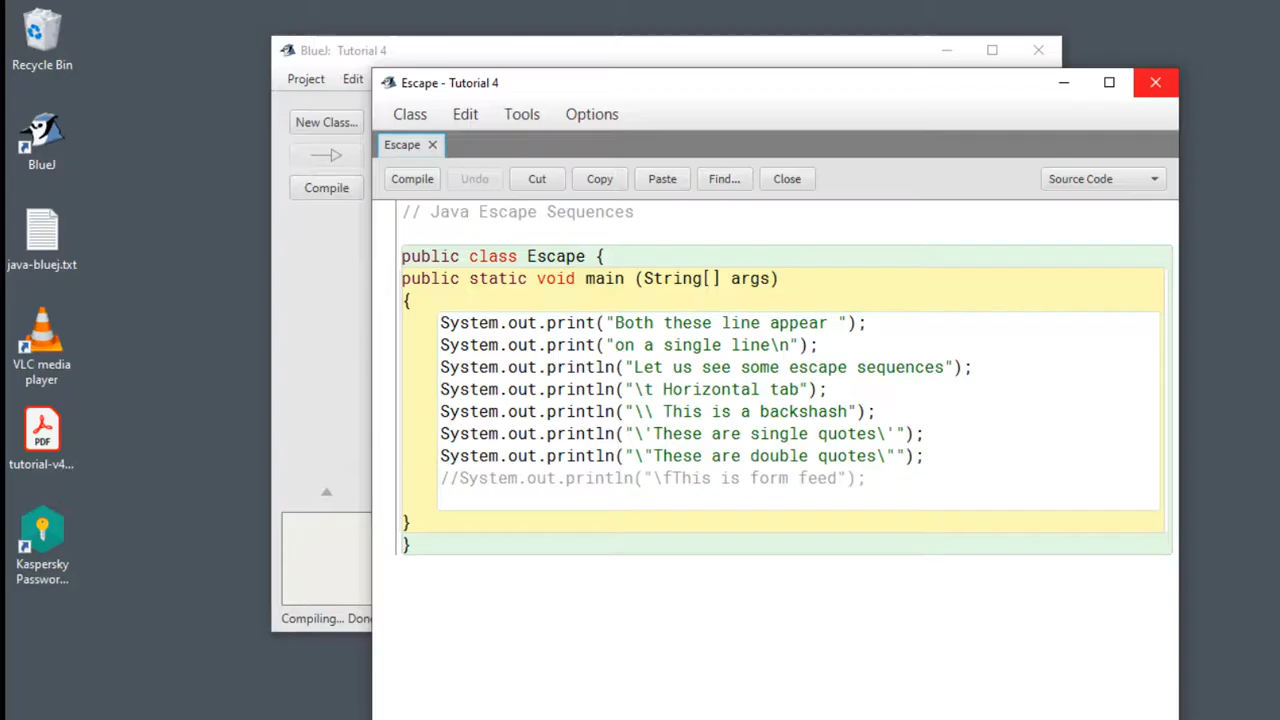 Recycle Bin
BlueJ
java-bluej.txt
VLC media
player
PDF
tutorial-v4...
Kaspersky
Passwor...
BlueJ: Tutorial 4
Project Edit
New Class...
Compile
Compiling... Don
Escape - Tutorial 4
Class Edit Tools Options
Escape
Compile Undo Cut Copy Paste Find... Close Source Code
// Java Escape Sequences
public class Escape {
public static void main (String[] args)
{
System.out.print("Both these line appear ");
System.out.print("on a single line\n");
System.out.println("Let us see some escape sequences");
System.out.println("\t Horizontal tab");
System.out.println("\\ This is a backshash");
System.out.println("\'These are single quotes\'");
System.out.println("\"These are double quotes\"");
//System.out.println("\fThis is form feed");
}
}